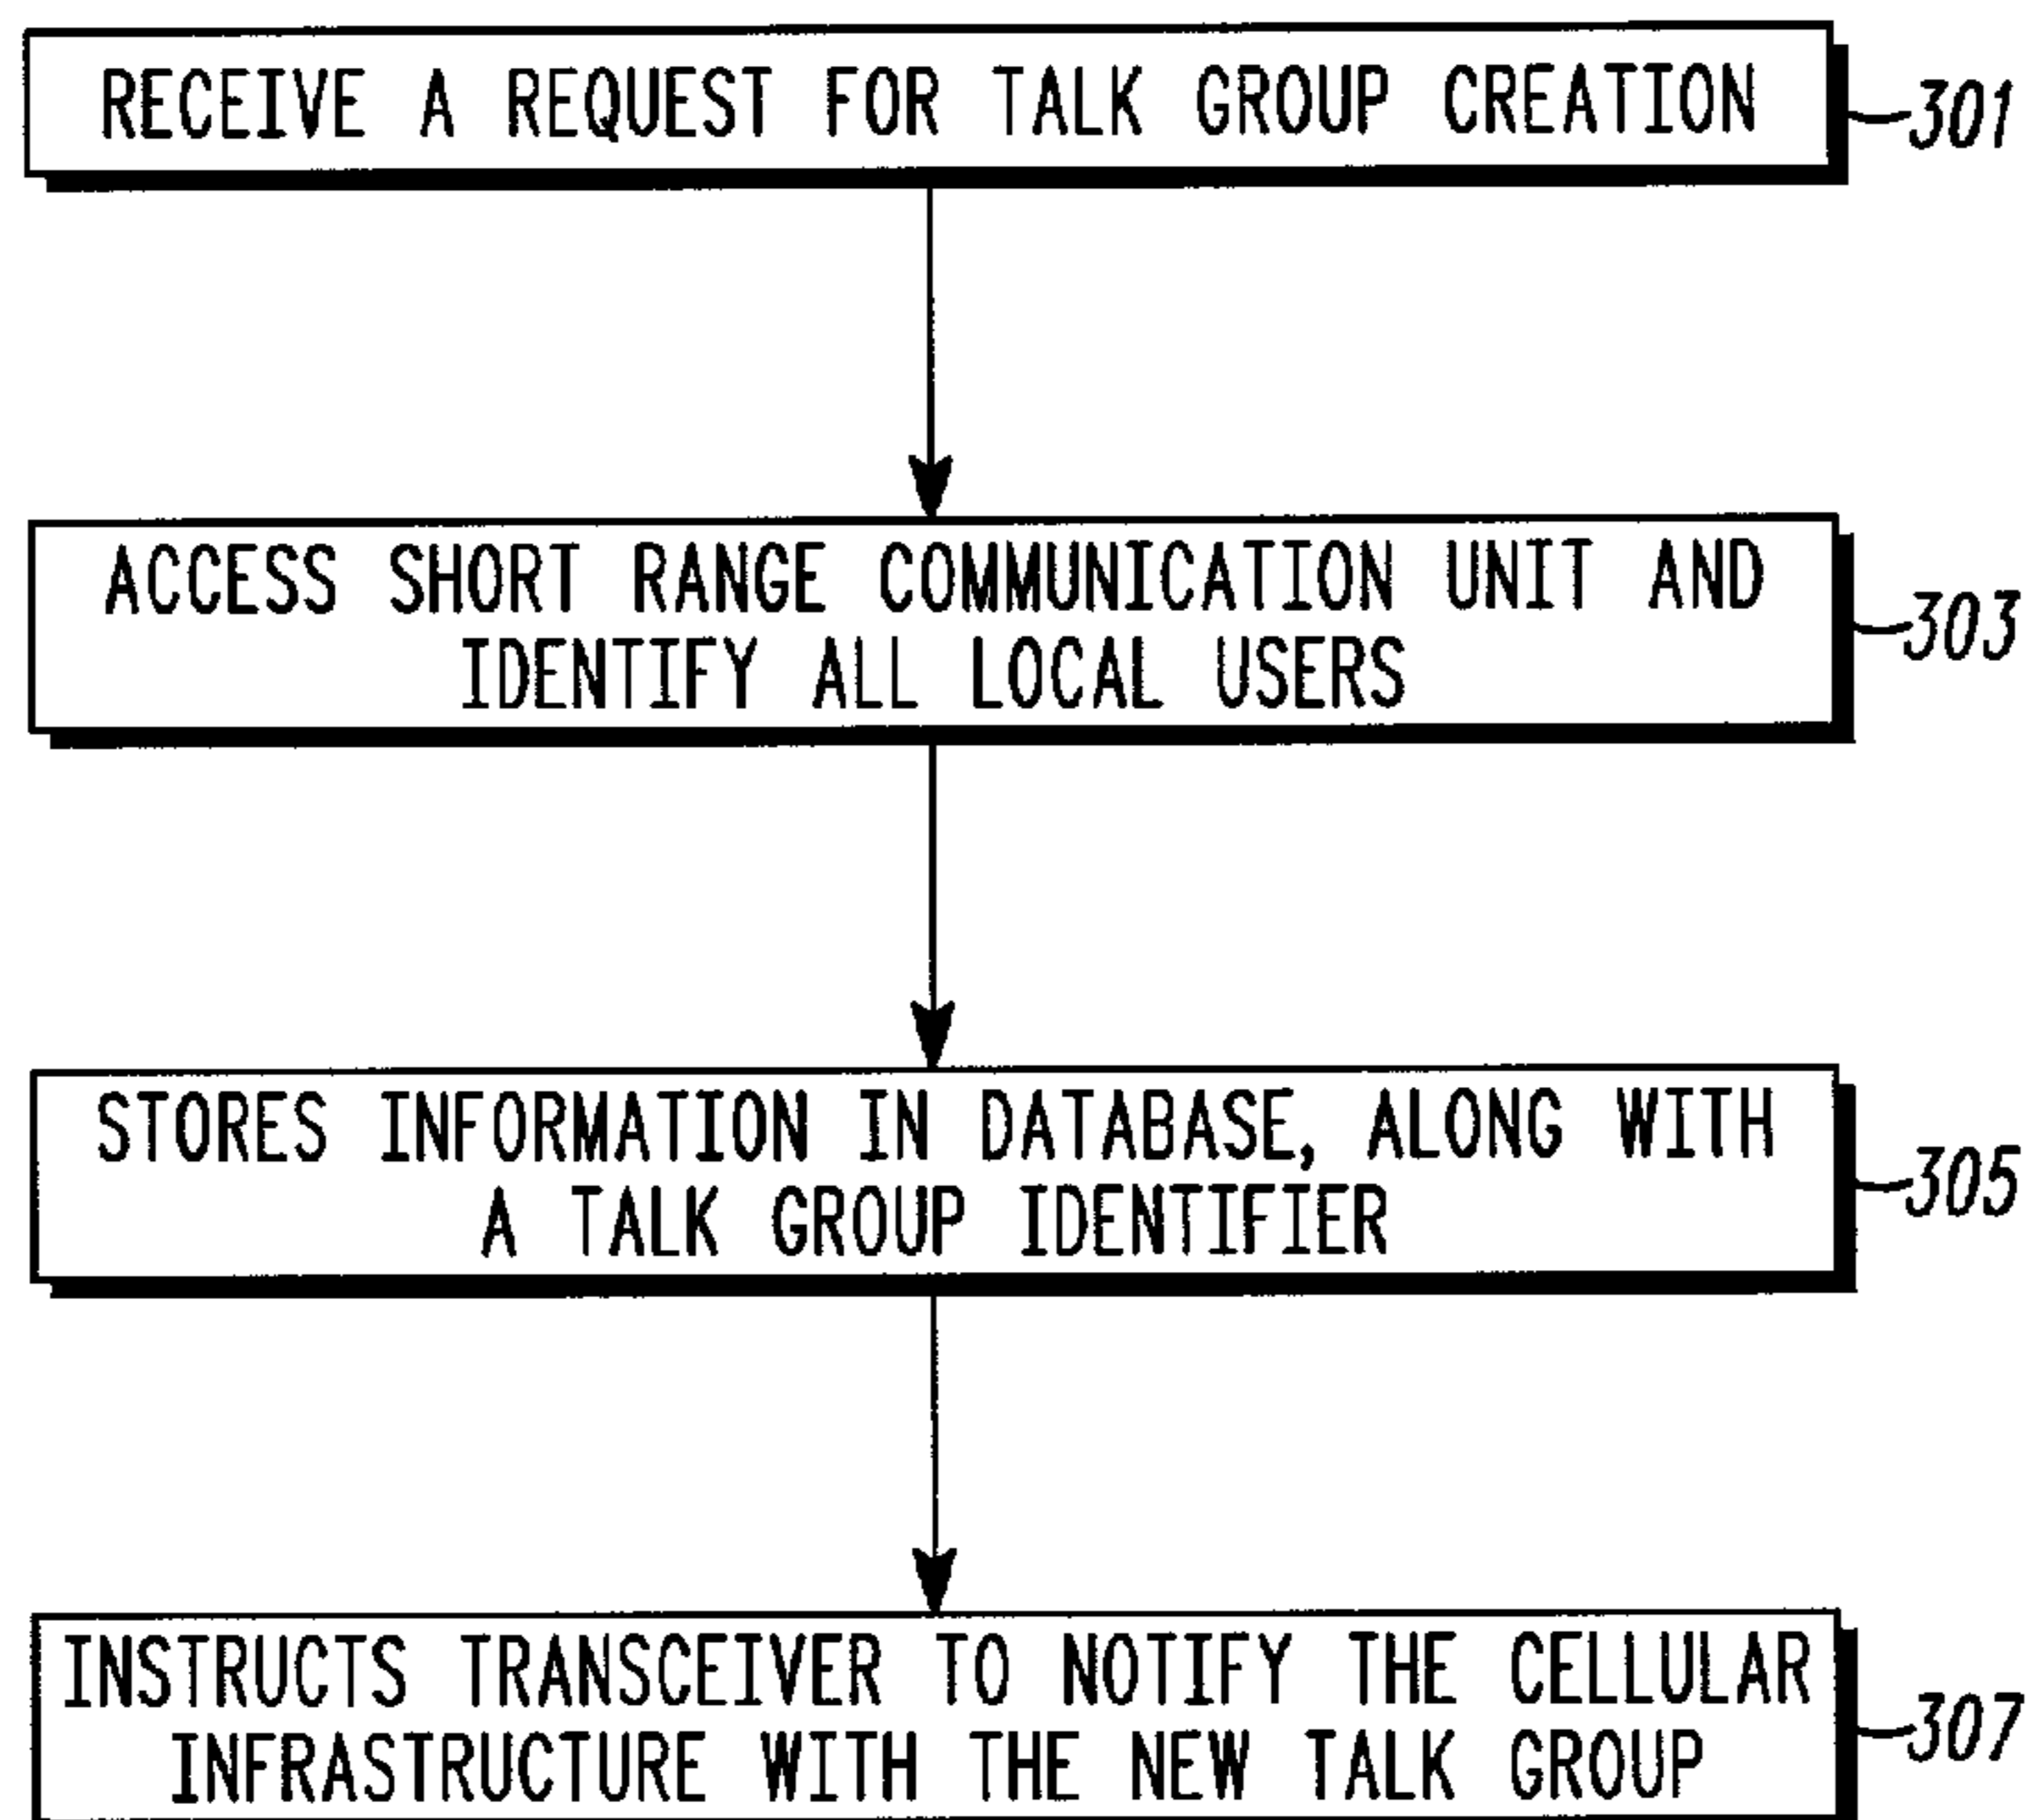 RECEIVE A REQUEST FOR TALK GROUP CREATION
301
ACCESS SHORT RANGE COMMUNICATION UNIT AND
IDENTIFY ALL LOCAL USERS
303
STORES INFORMATION IN DATABASE, ALONG WITH
A TALK GROUP IDENTIFIER
305
INSTRUCTS TRANSCEIVER TO NOTIFY THE CELLULAR
INFRASTRUCTURE WITH THE NEW TALK GROUP
307